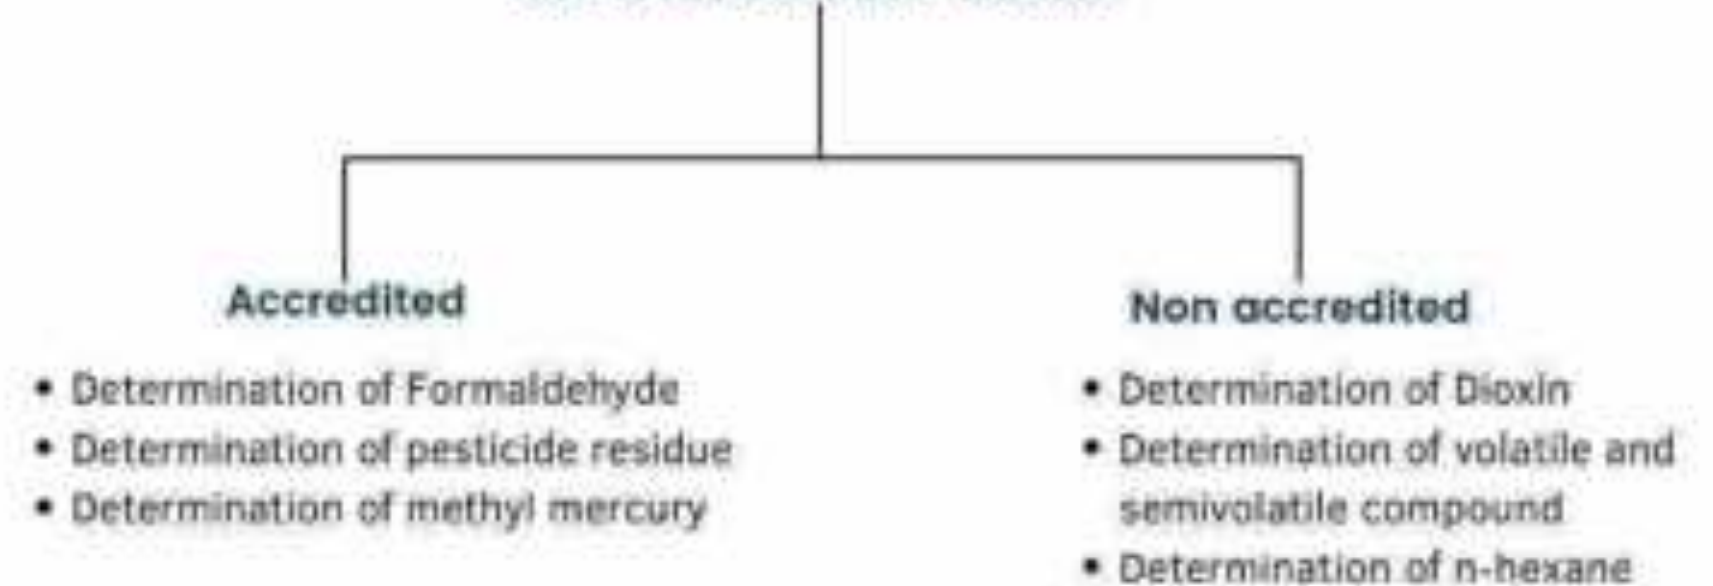 Accredited
• Determination of Formaldehyde
• Determination of pesticide residue
• Determination of methyl mercury
Non accredited
• Determination of Dioxin
• Determination of volatile and
semivolatile compound
• Determination of n-hexane